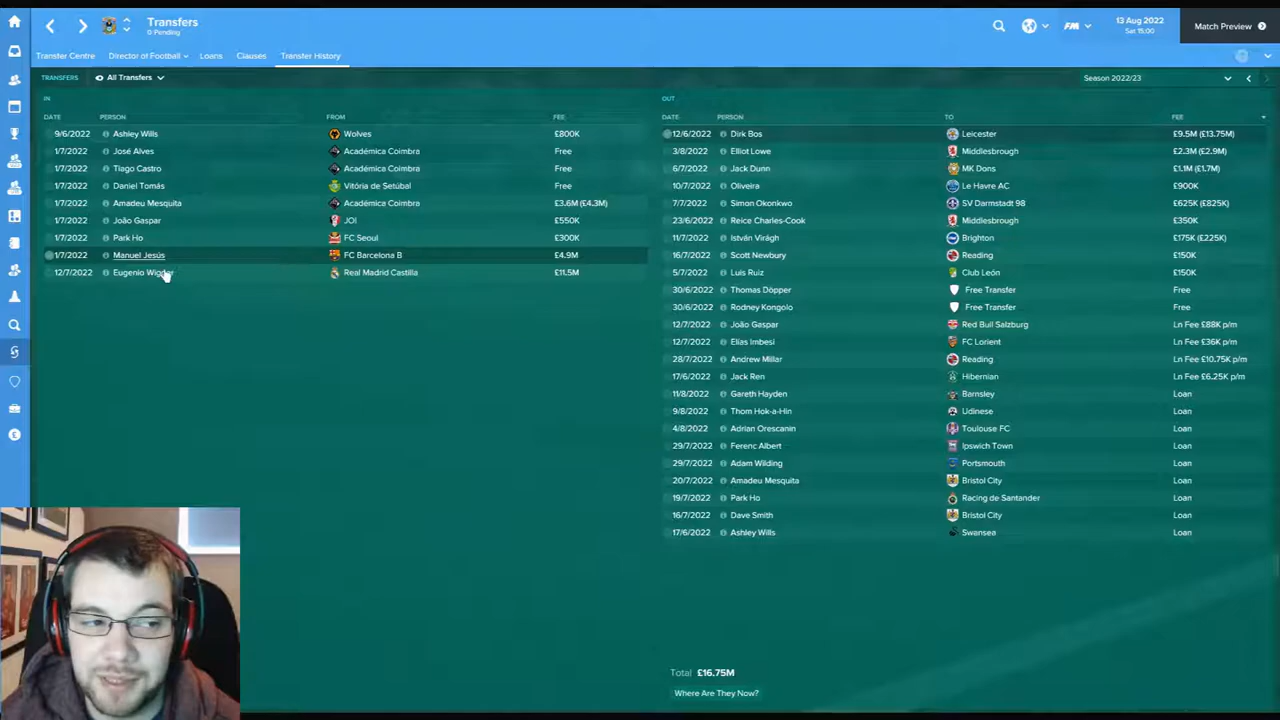 Transfers
0 Pending
FM
13 Aug 2022
Sat 15:00
Match Preview
Transfer Centre Director of Football Loans Clauses Transfer History
TRANSFERS All Transfers Season 2022/23
IN
DATE PERSON FROM FEE
9/6/2022 Ashley Wills Wolves £800K
1/7/2022 José Alves Académica Coimbra Free
1/7/2022 Tiago Castro Académica Coimbra Free
1/7/2022 Daniel Tomás Vitória de Setúbal Free
1/7/2022 Amadeu Mesquita Académica Coimbra £3.6M (£4.3M)
1/7/2022 João Gaspar JOI £550K
1/7/2022 Park Ho FC Seoul £300K
1/7/2022 Manuel Jesús FC Barcelona B £4.9M
12/7/2022 Eugenio Real Madrid Castilla £11.5M
OUT
DATE PERSON TO FEE
12/6/2022 Dirk Bos Leicester £9.5M (£13.75M)
3/8/2022 Elliot Lowe Middlesbrough £2.3M (£2.9M)
6/7/2022 Jack Dunn MK Dons £1.1M (£1.7M)
10/7/2022 Oliveira Le Havre AC £900K
7/7/2022 Simon Okonkwo SV Darmstadt 98 £625K (£825K)
23/6/2022 Reice Charles-Cook Middlesbrough £350K
11/7/2022 István Virágh Brighton £175K (£225K)
16/7/2022 Scott Newbury Reading £150K
5/7/2022 Luis Ruiz Club León £150K
30/6/2022 Thomas Döpper Free Transfer Free
30/6/2022 Rodney Kongolo Free Transfer Free
12/7/2022 João Gaspar Red Bull Salzburg Ln Fee £88K p/m
12/7/2022 Elías Imbesi FC Lorient Ln Fee £36K p/m
28/7/2022 Andrew Millar Reading Ln Fee £10.75K p/m
17/6/2022 Jack Ren Hibernian Ln Fee £6.25K p/m
11/8/2022 Gareth Hayden Barnsley Loan
9/8/2022 Thom Hok-a-Hin Udinese Loan
4/8/2022 Adrian Orescanin Toulouse FC Loan
29/7/2022 Ferenc Albert Ipswich Town Loan
29/7/2022 Adam Wilding Portsmouth Loan
20/7/2022 Amadeu Mesquita Bristol City Loan
19/7/2022 Park Ho Racing de Santander Loan
16/7/2022 Dave Smith Bristol City Loan
17/6/2022 Ashley Wills Swansea Loan
Total £16.75M
Where Are They Now?